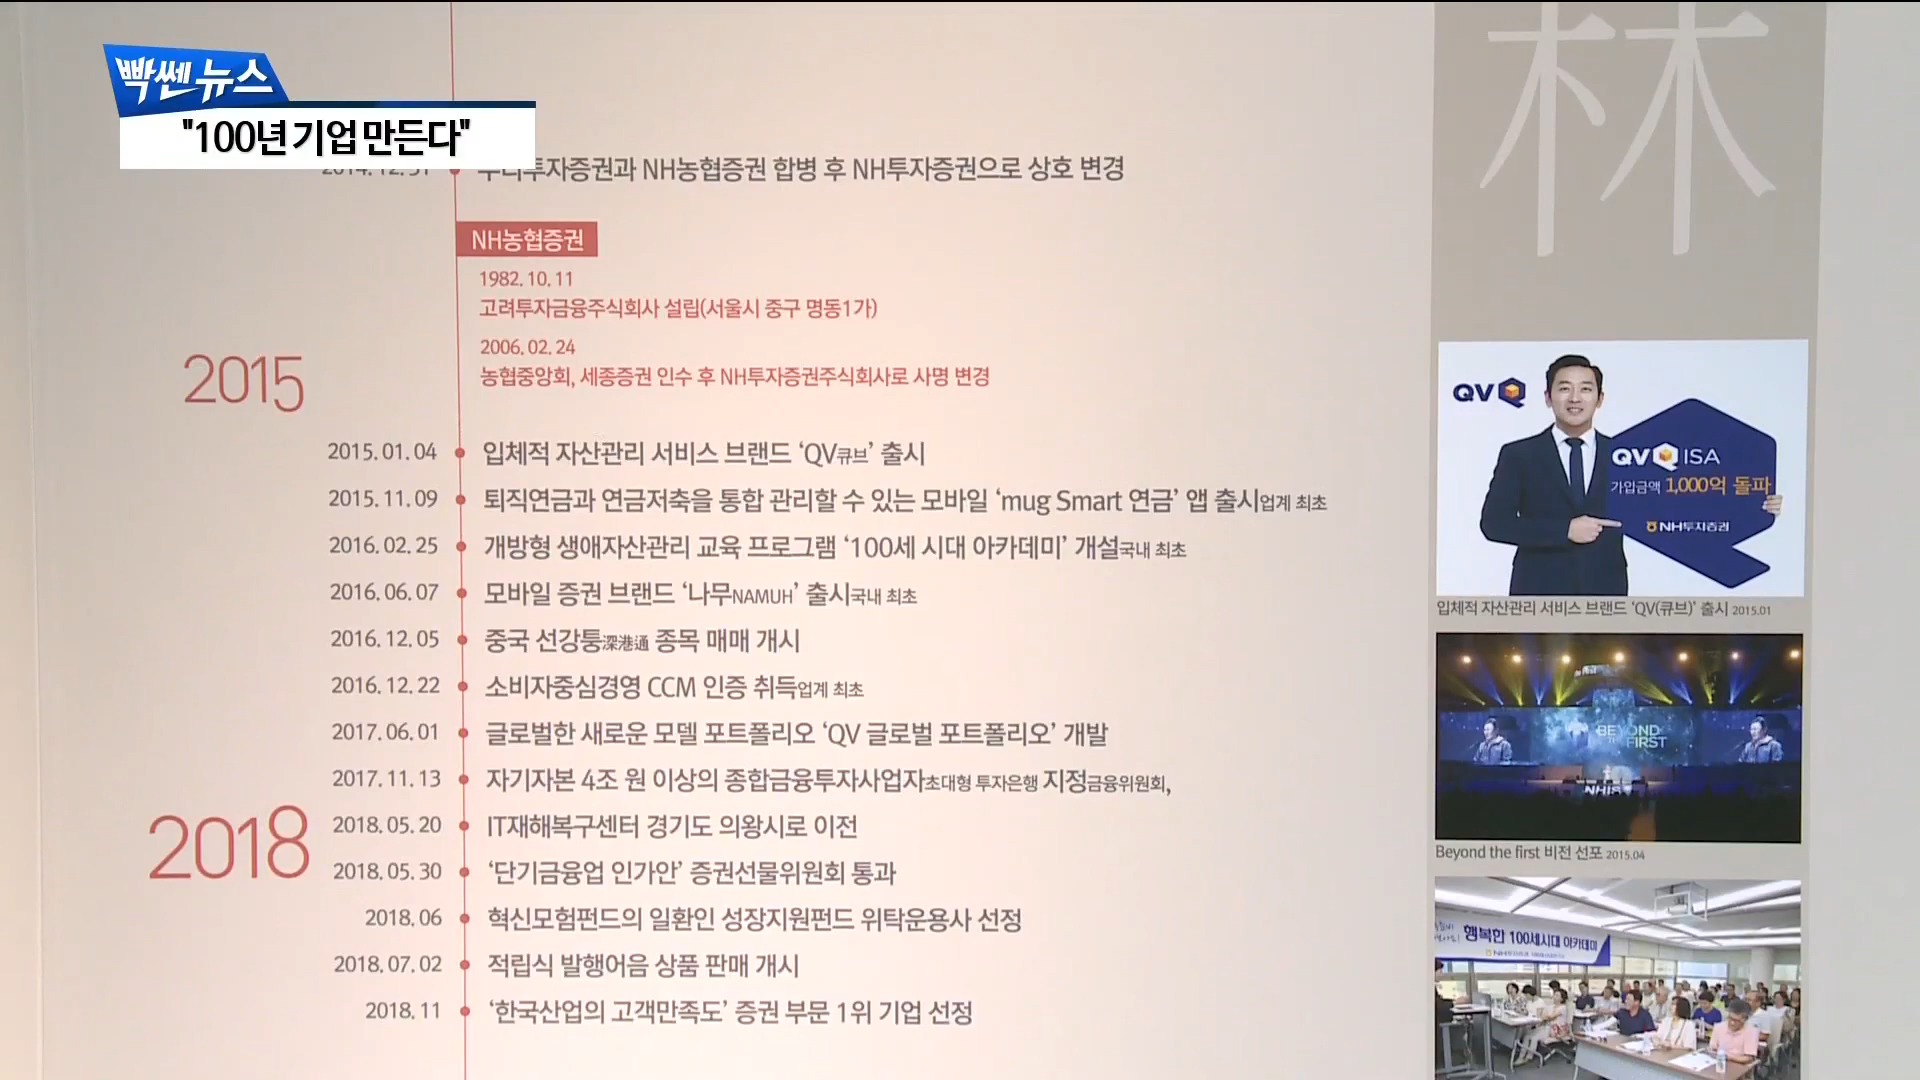 빡쎈뉴스
"100년 기업 만든다"
林
투자증권과 NH농협증권 합병 후 NH투자증권으로 상호 변경
NH농협증권
1982. 10. 11
고려투자금융주식회사 설립(서울시 중구 명동1가)
2006. 02. 24
농협중앙회, 세종증권 인수 후 NH투자증권주식회사로 사명 변경
2015
2015. 01. 04 입체적 자산관리 서비스 브랜드 ‘QV큐브’ 출시
2015. 11. 09 퇴직연금과 연금저축을 통합 관리할 수 있는 모바일 ‘mug Smart 연금’ 앱 출시업계 최초
2016. 02. 25 개방형 생애자산관리 교육 프로그램 ‘100세 시대 아카데미’ 개설국내 최초
2016. 06. 07 모바일 증권 브랜드 ‘나무NAMUH’ 출시국내 최초
2016. 12. 05 중국 선강퉁深港通 종목 매매 개시
2016. 12. 22 소비자중심경영 CCM 인증 취득업계 최초
2017. 06. 01 글로벌한 새로운 모델 포트폴리오 ‘QV 글로벌 포트폴리오’ 개발
2017. 11. 13 자기자본 4조 원 이상의 종합금융투자사업자초대형 투자은행 지정금융위원회,
2018
2018. 05. 20 IT재해복구센터 경기도 의왕시로 이전
2018. 05. 30 ‘단기금융업 인가안’ 증권선물위원회 통과
2018. 06 혁신모험펀드의 일환인 성장지원펀드 위탁운용사 선정
2018. 07. 02 적립식 발행어음 상품 판매 개시
2018. 11 ‘한국산업의 고객만족도’ 증권 부문 1위 기업 선정
QV
QV ISA
가입금액 1,000억 돌파
NH투자증권
입체적 자산관리 서비스 브랜드 ‘QV(큐브)’ 출시 2015.01
BEYOND
THE FIRST
NHIS
Beyond the first 비전 선포 2015.04
행복한 100세시대 아카데미
NH투자증권